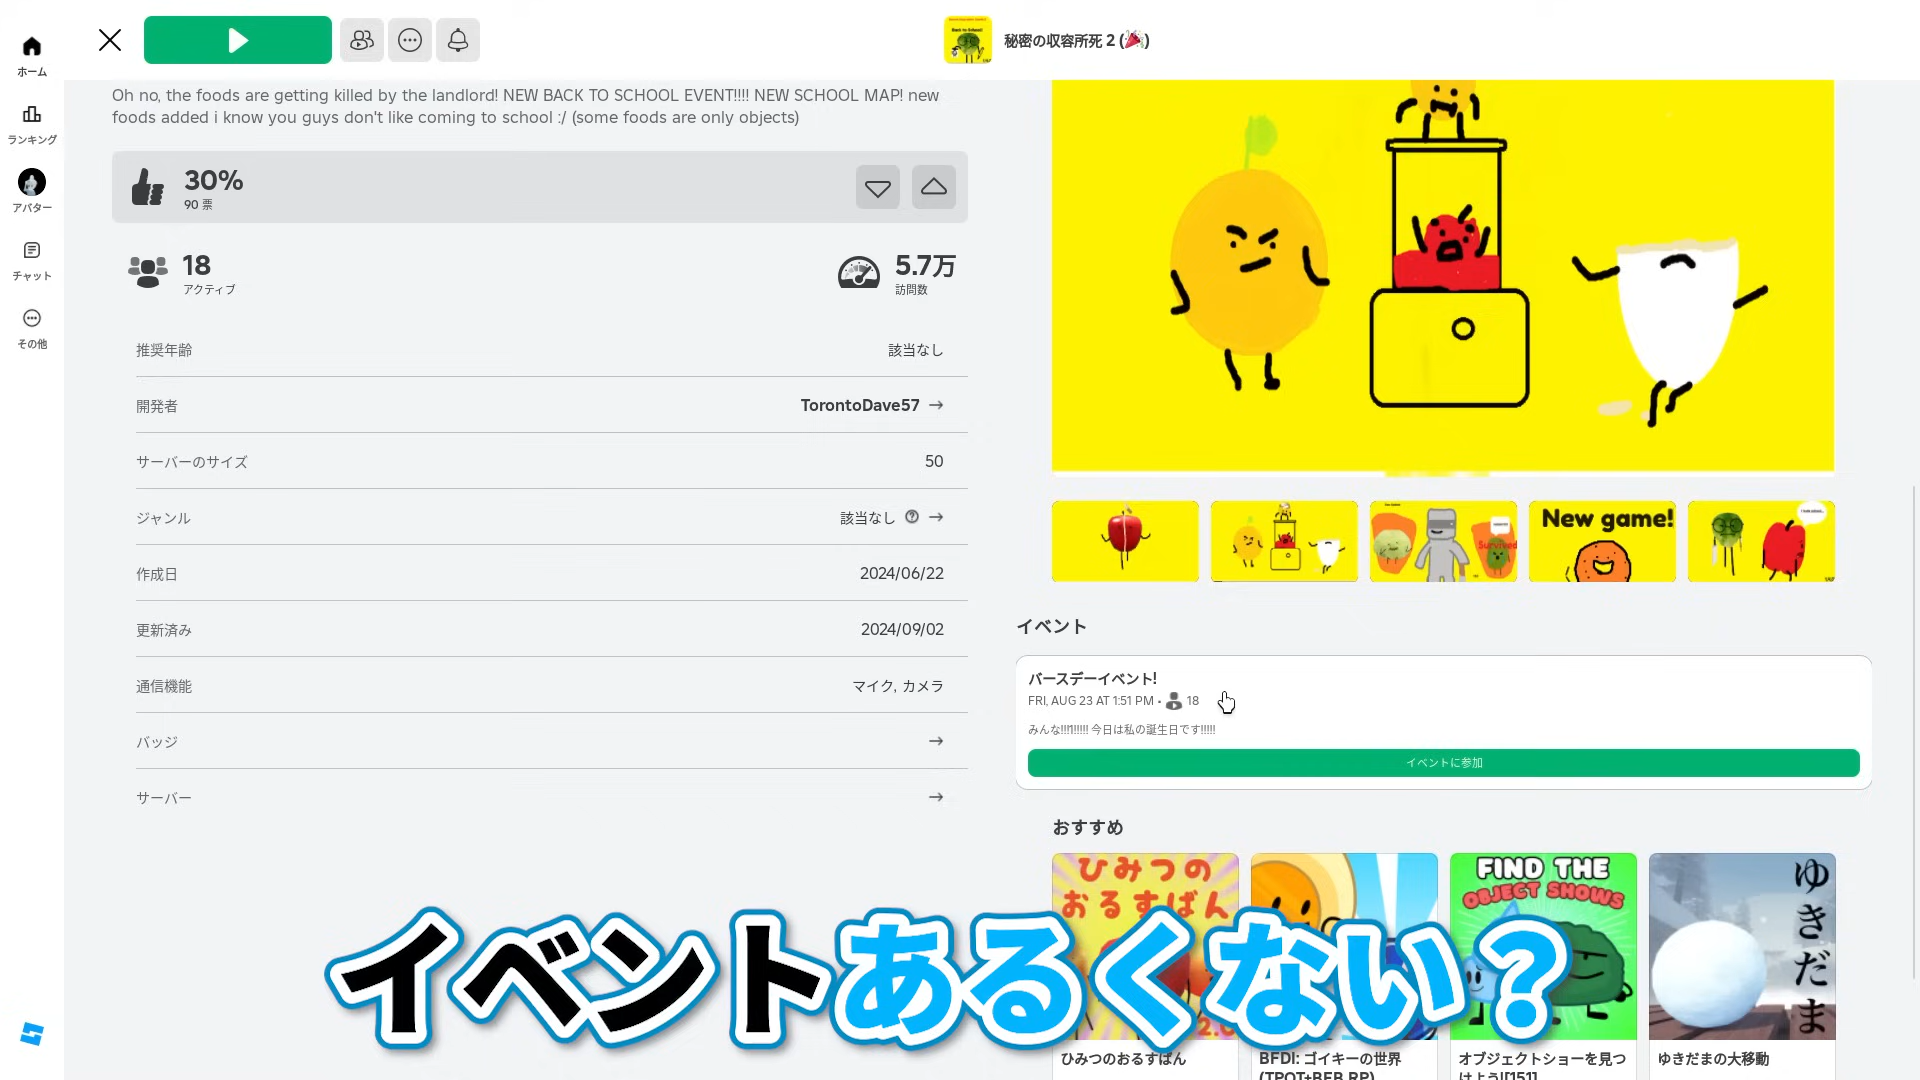 ホーム
ランキング
アバター
チャット
その他
秘密の収容所死 2 (🎉)
Oh no, the foods are getting killed by the landlord! NEW BACK TO SCHOOL EVENT!!!! NEW SCHOOL MAP! new
foods added i know you guys don't like coming to school :/ (some foods are only objects)
30%
90 票
18
アクティブ
5.7万
訪問数
推奨年齢
該当なし
開発者
TorontoDave57
サーバーのサイズ
50
ジャンル
該当なし
作成日
2024/06/22
更新済み
2024/09/02
通信機能
マイク, カメラ
バッジ
サーバー
New game!
Survived
イベント
バースデーイベント!
FRI, AUG 23 AT 1:51 PM • 18
みんな!!!1!!!!! 今日は私の誕生日です!!!!!
イベントに参加
おすすめ
ひみつの
おるすばん
2.0
FIND THE
OBJECT SHOWS
ゆきだま
イベントあるくない？
ひみつのおるすばん
BFDI: ゴイキーの世界
(TPOT+BFB RP)
オブジェクトショーを見つ
けよう![151]
ゆきだまの大移動